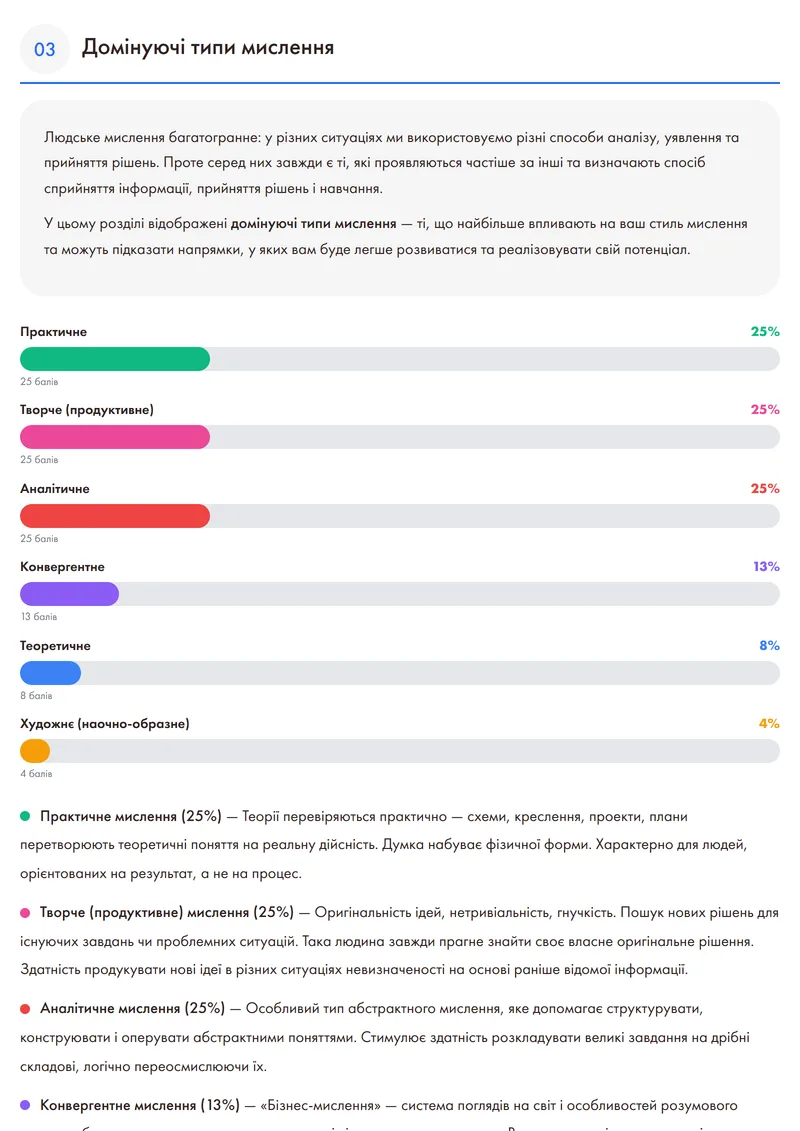 03
Домінуючі типи мислення
Людське мислення багатогранне: у різних ситуаціях ми використовуємо різні способи аналізу, уявлення та
прийняття рішень. Проте серед них завжди є ті, які проявляються частіше за інші та визначають спосіб
сприйняття інформації, прийняття рішень і навчання.
У цьому розділі відображені домінуючі типи мислення — ті, що найбільше впливають на ваш стиль мислення
та можуть підказати напрямки, у яких вам буде легше розвиватися та реалізовувати свій потенціал.
Практичне 25%
25 балів
Творче (продуктивне) 25%
25 балів
Аналітичне 25%
25 балів
Конвергентне 13%
13 балів
Теоретичне 8%
8 балів
Художнє (наочно-образне) 4%
4 балів
Практичне мислення (25%) — Теорії перевіряються практично — схеми, креслення, проекти, плани
перетворюють теоретичні поняття на реальну дійсність. Думка набуває фізичної форми. Характерно для людей,
орієнтованих на результат, а не на процес.
Творче (продуктивне) мислення (25%) — Оригінальність ідей, нетривіальність, гнучкість. Пошук нових рішень для
існуючих завдань чи проблемних ситуацій. Така людина завжди прагне знайти своє власне оригінальне рішення.
Здатність продукувати нові ідеї в різних ситуаціях невизначеності на основі раніше відомої інформації.
Аналітичне мислення (25%) — Особливий тип абстрактного мислення, яке допомагає структурувати,
конструювати і оперувати абстрактними поняттями. Стимулює здатність розкладувати великі завдання на дрібні
складові, логічно переосмислюючи їх.
Конвергентне мислення (13%) — «Бізнес-мислення» — система поглядів на світ і особливостей розумового